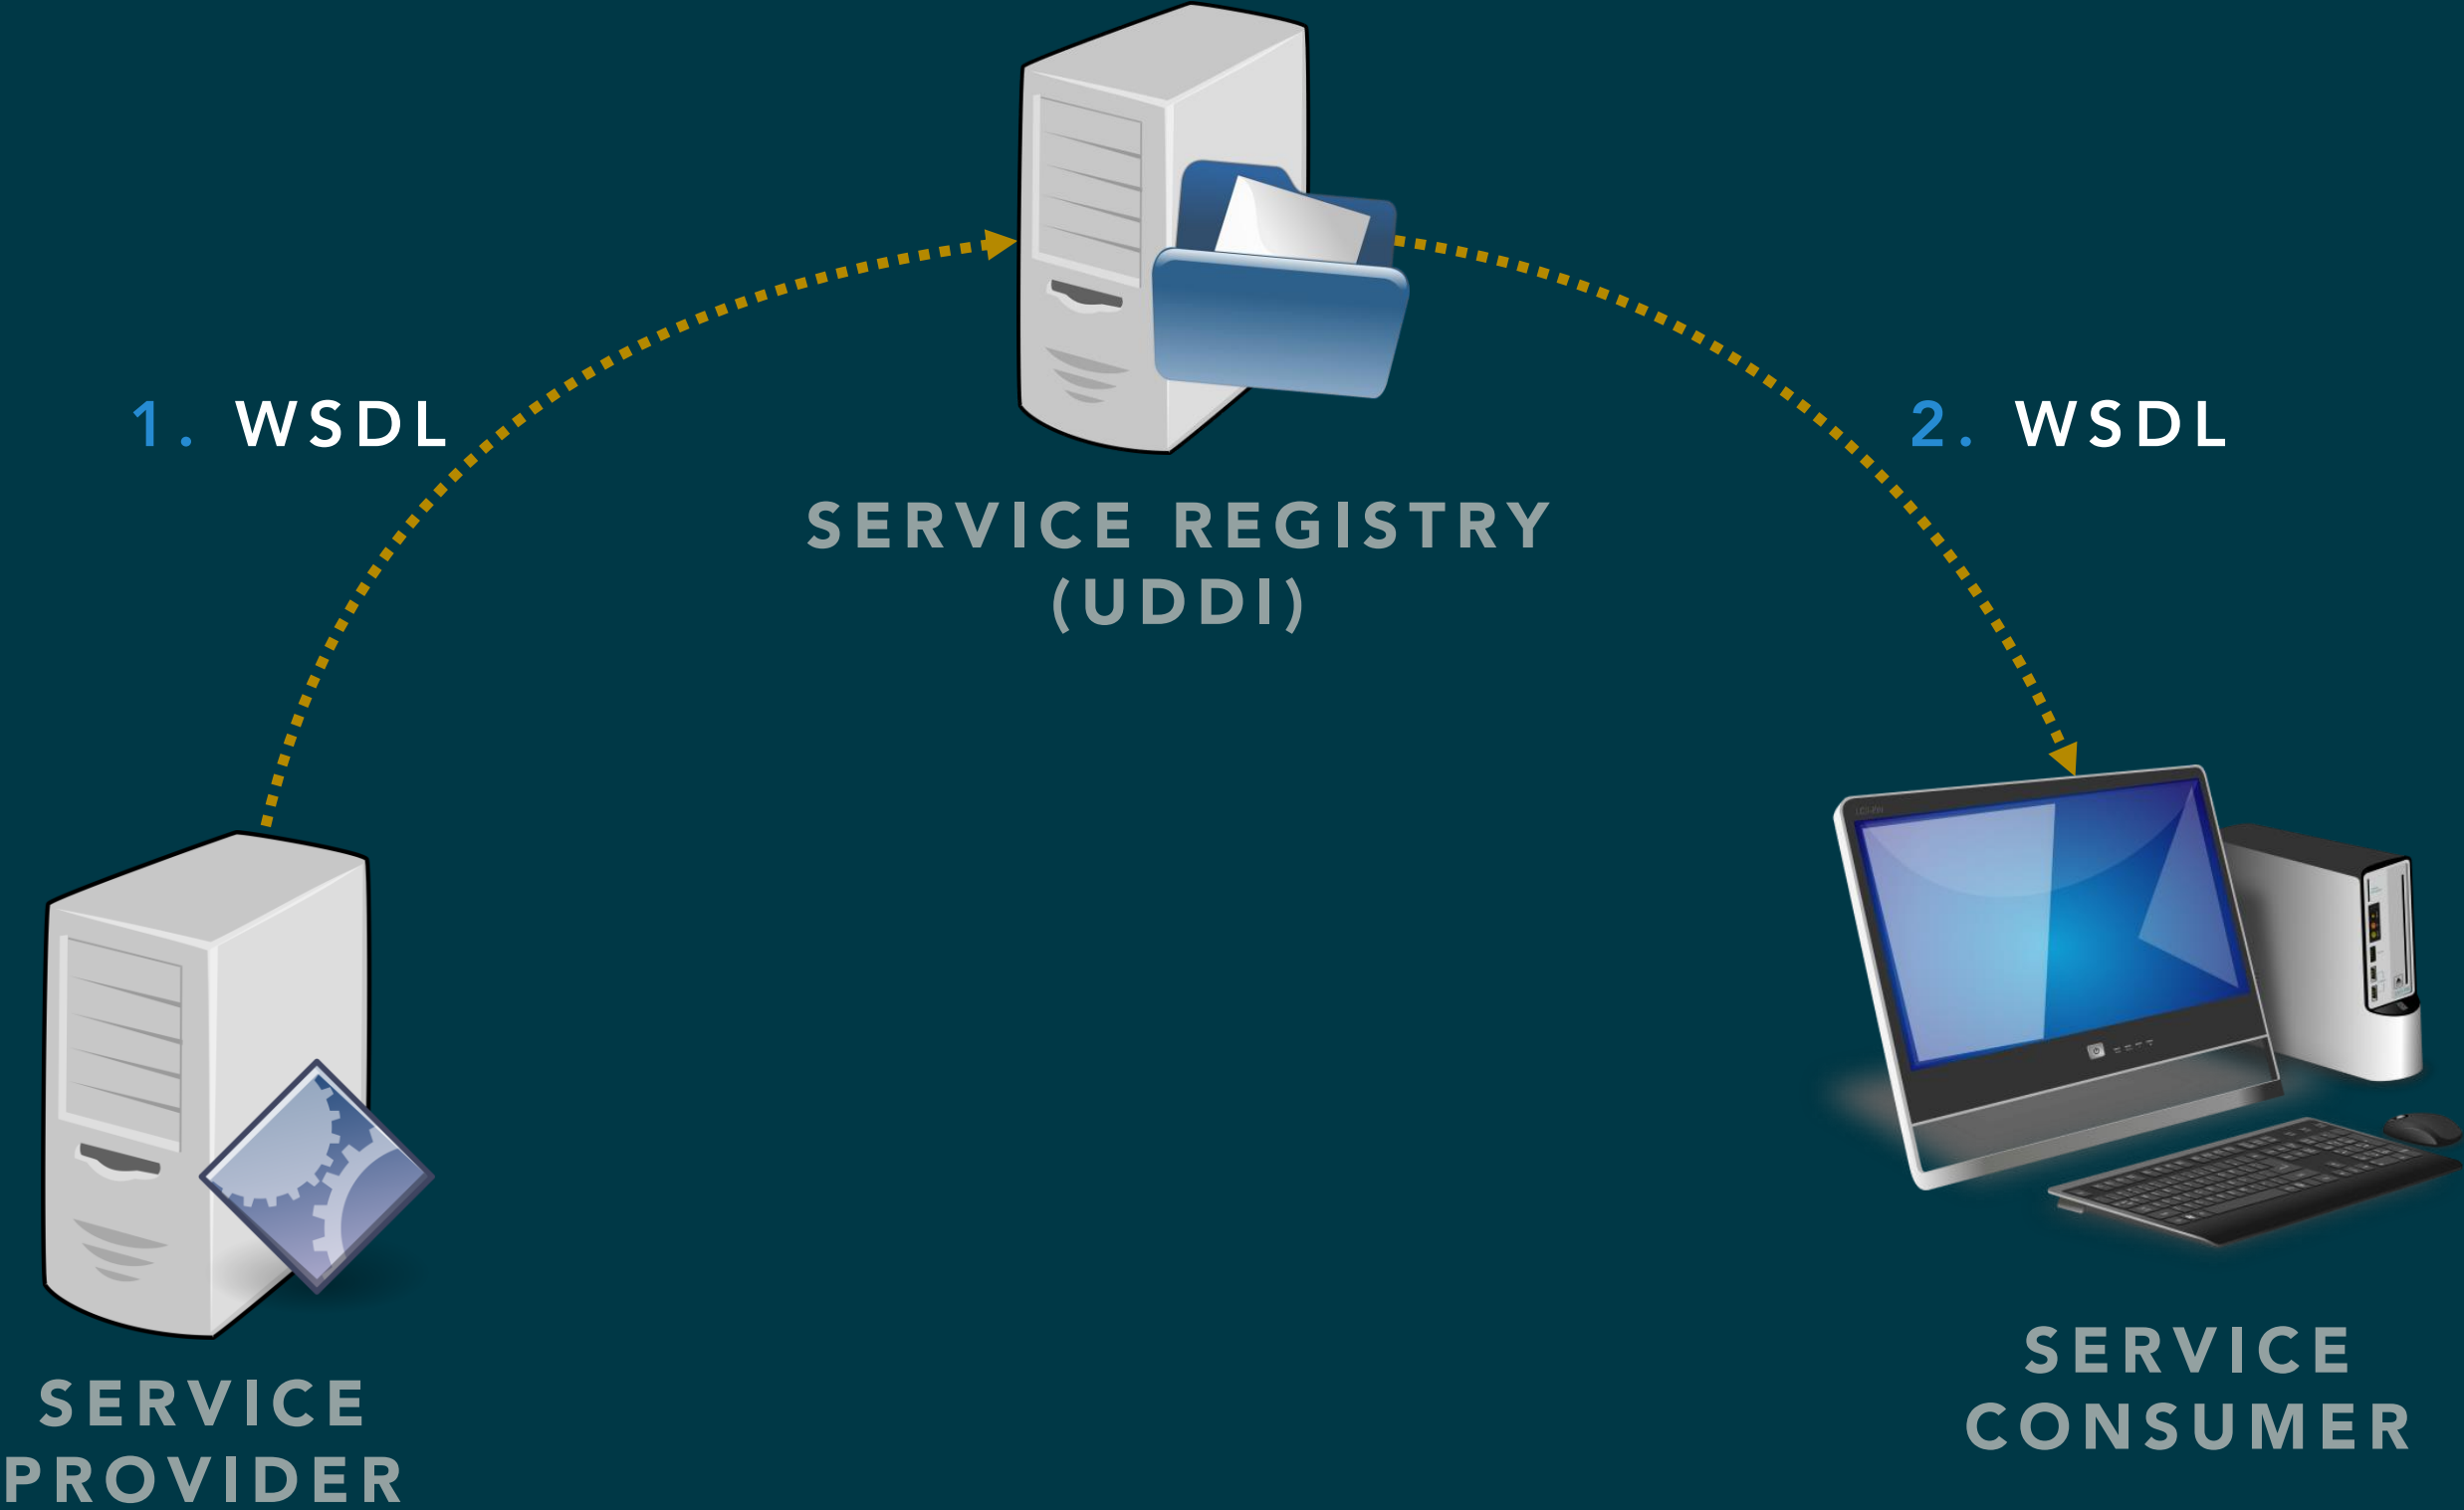 1. WSDL
2. WSDL
SERVICE REGISTRY
(UDDI)
SERVICE
PROVIDER
SERVICE
CONSUMER